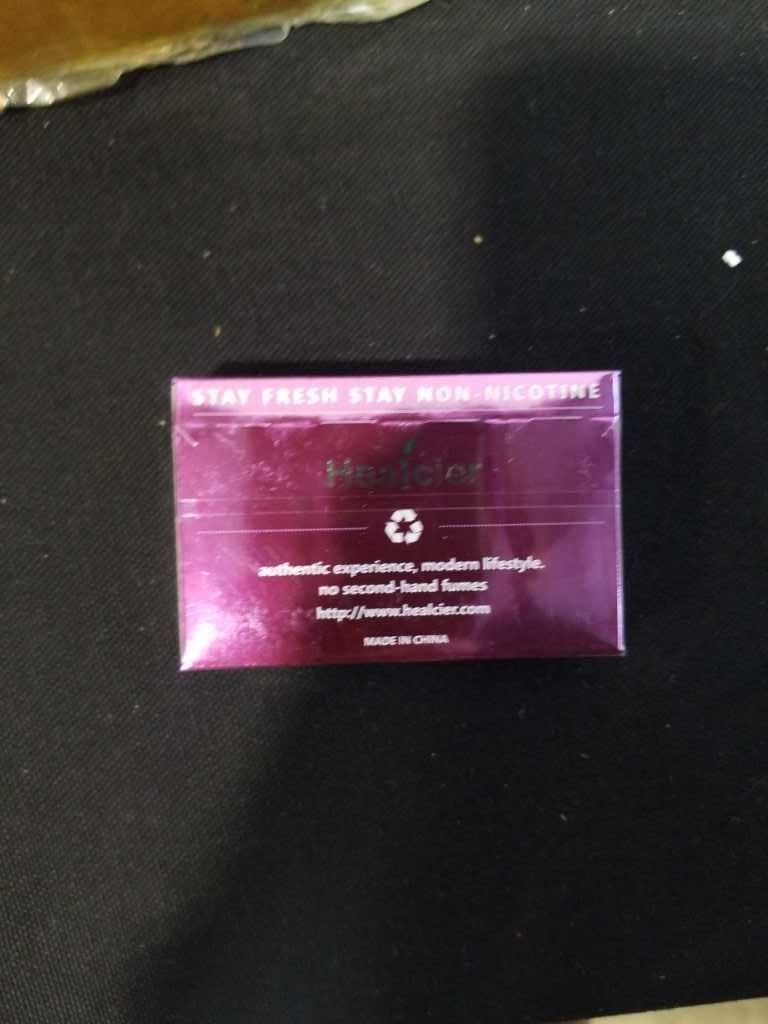 STAY FRESH STAY NON-NICOTINE
Healcier
authentic experience, modern lifestyle.
no second-hand fumes
http://www.healcier.com
MADE IN CHINA